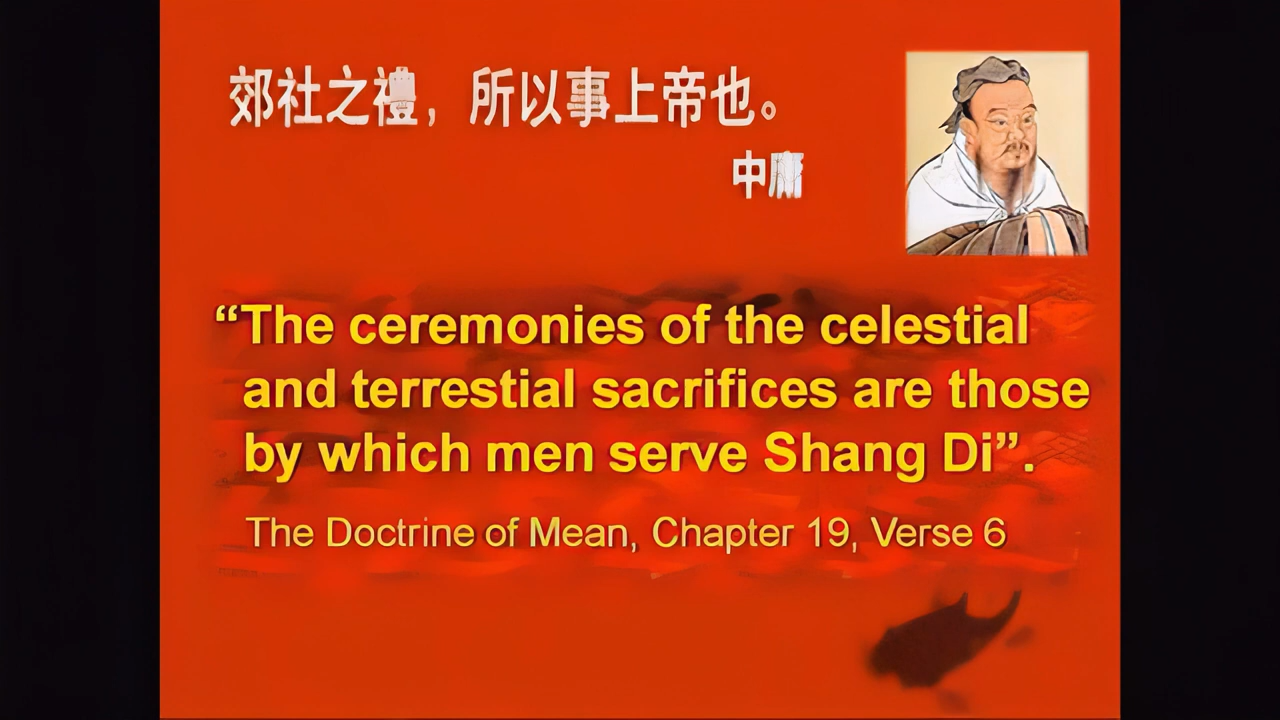 郊社之禮，所以事上帝也。
中庸
“The ceremonies of the celestial
and terrestial sacrifices are those
by which men serve Shang Di”.
The Doctrine of Mean, Chapter 19, Verse 6